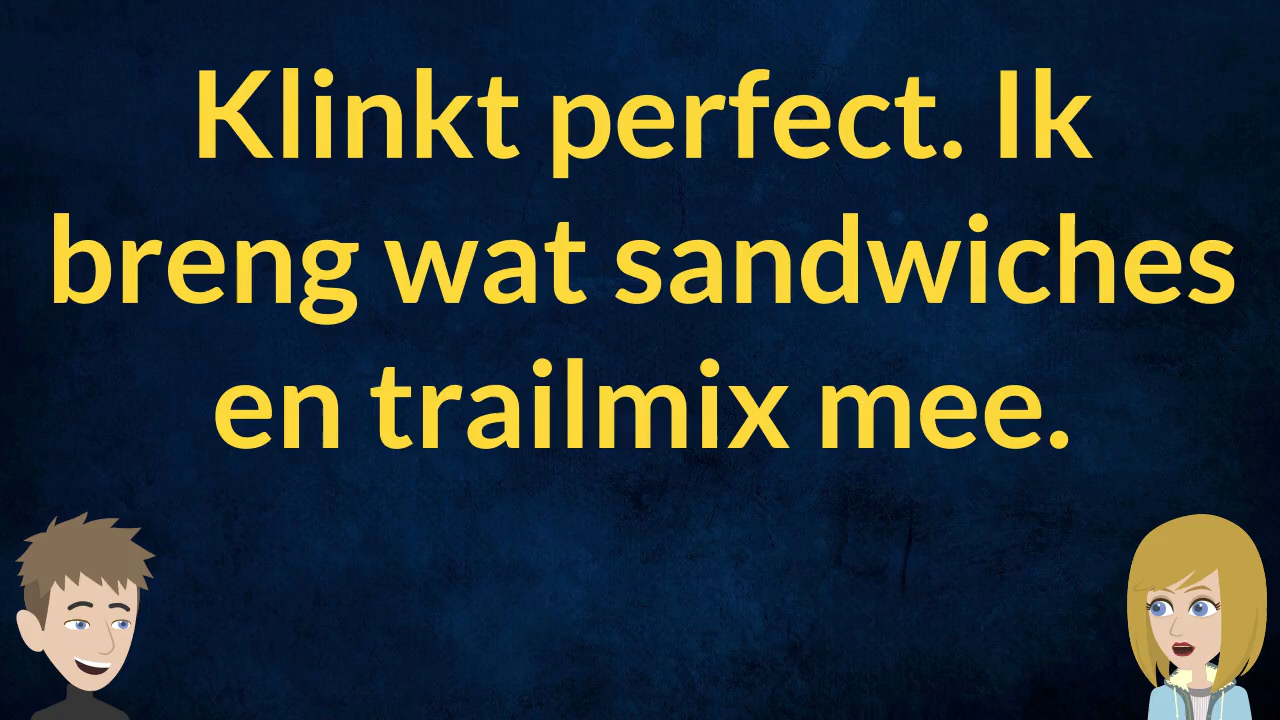 Klinkt perfect. Ik
breng wat sandwiches
en trailmix mee.